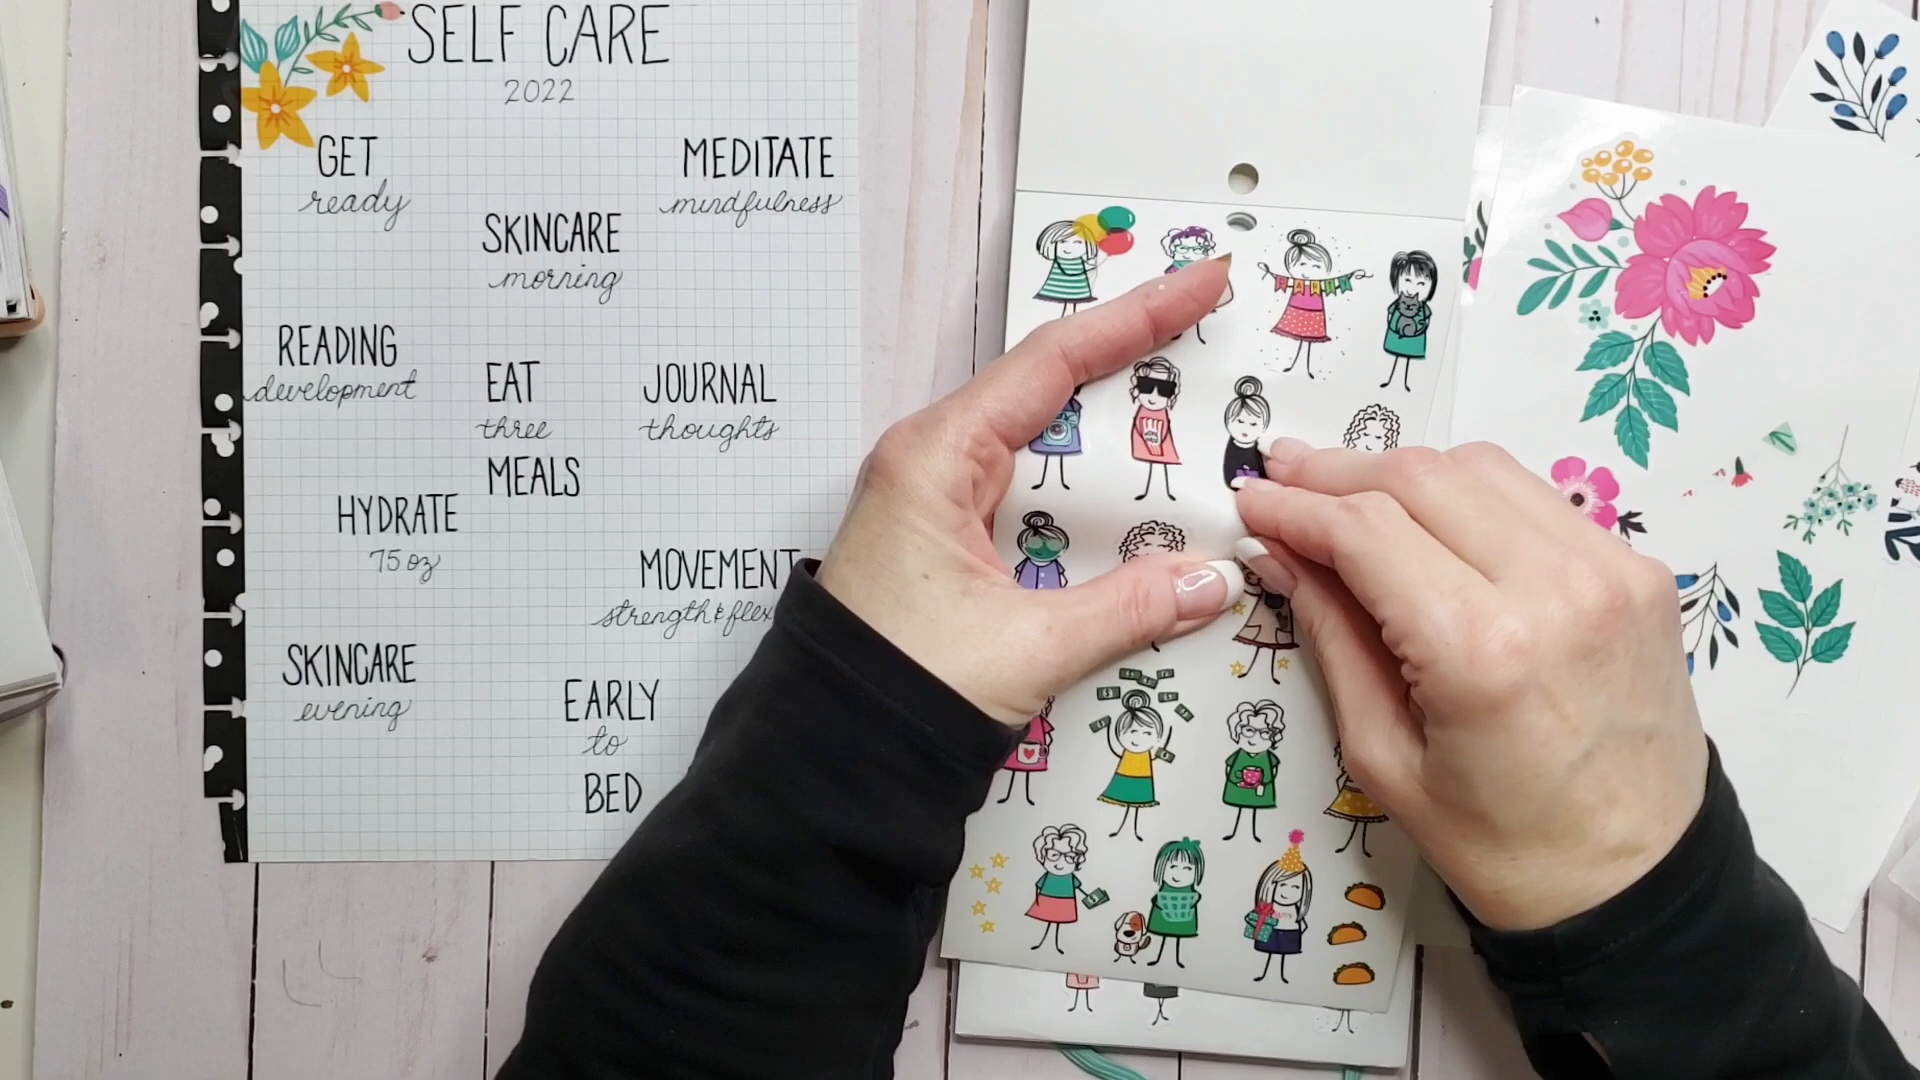 SELF CARE
2022
GET
ready
MEDITATE
mindfulness
SKINCARE
morning
READING
development
EAT
three
MEALS
JOURNAL
thoughts
HYDRATE
75 oz
MOVEMENT
strength & flex
SKINCARE
evening
EARLY
to
BED
PARTY